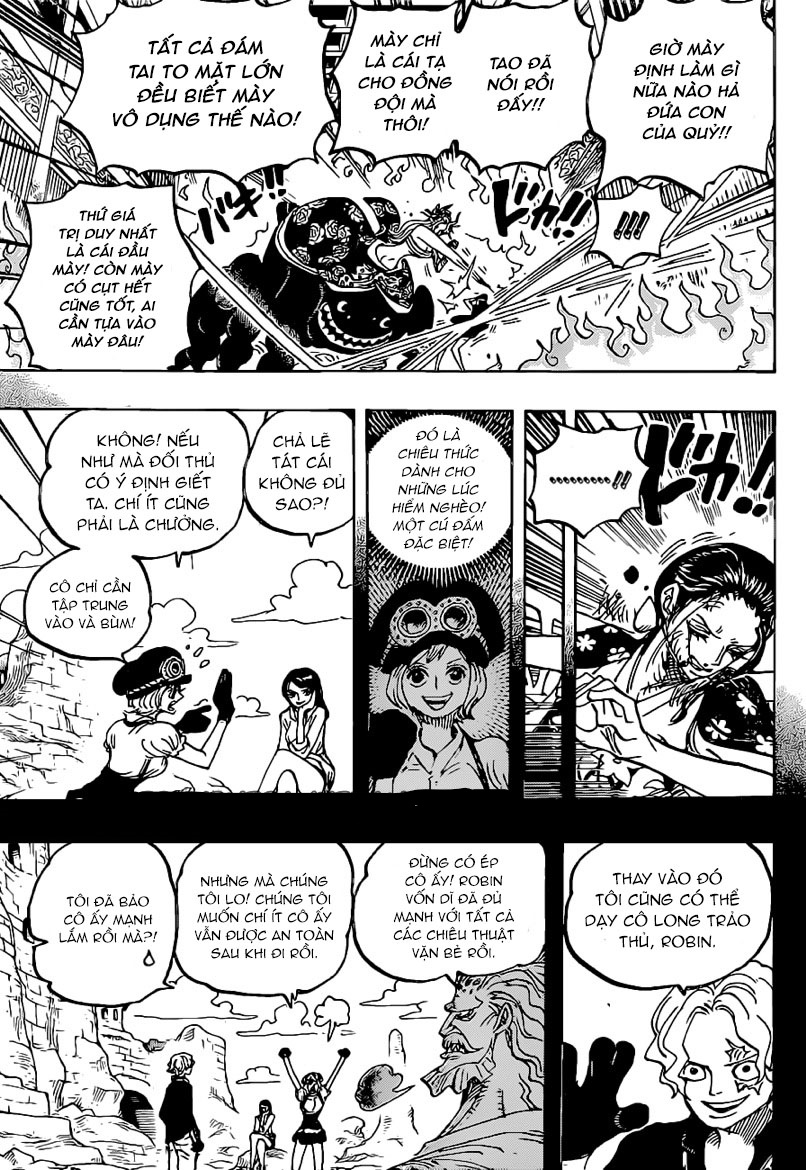 GIỜ MÀY
ĐỊNH LÀM GÌ
NỮA NÀO HẢ
ĐỨA CON
CỦA QUỶ!!
TAO ĐÃ
NÓI RỒI
ĐẤY!!
MÀY CHỈ
LÀ CÁI TẠ
CHO ĐỒNG
ĐỘI MÀ
THÔI!
TẤT CẢ ĐÁM
TAI TO MẶT LỚN
ĐỀU BIẾT MÀY
VÔ DỤNG THẾ NÀO!
!!!
ドカ!!
バキ!!
THỨ GIÁ
TRỊ DUY NHẤT
LÀ CÁI ĐẦU
MÀY! CÒN MÀY
CÓ CỤT HẾT
CŨNG TỐT, AI
CẦN TỰA VÀO
MÀY ĐÂU!
...........!!
ドカ!!
ĐÓ LÀ
CHIÊU THỨC
DÀNH CHO
NHỮNG LÚC
HIỂM NGHÈO!
MỘT CÚ ĐẤM
ĐẶC BIỆT!
CHẢ LẼ
TÁT CÁI
KHÔNG ĐỦ
SAO?!
KHÔNG! NẾU
NHƯ MÀ ĐỐI THỦ
CÓ Ý ĐỊNH GIẾT
TA. CHÍ ÍT CŨNG
PHẢI LÀ CHƯỞNG.
CÔ CHỈ CẦN
TẬP TRUNG
VÀO VÀ BÙM!
THAY VÀO ĐÓ
TÔI CŨNG CÓ THỂ
DẠY CÔ LONG TRẢO
THỦ, ROBIN.
ĐỪNG CÓ ÉP
CÔ ẤY! ROBIN
VỐN DĨ ĐÃ ĐỦ
MẠNH VỚI TẤT CẢ
CÁC CHIÊU THUẬT
VẶN BẺ RỒI.
NHƯNG MÀ CHÚNG
TÔI LO! CHÚNG TÔI
MUỐN CHÍ ÍT CÔ ẤY
VẪN ĐƯỢC AN TOÀN
SAU KHI ĐI RỒI.
TÔI ĐÃ BẢO
CÔ ẤY MẠNH
LẮM RỒI MÀ?!